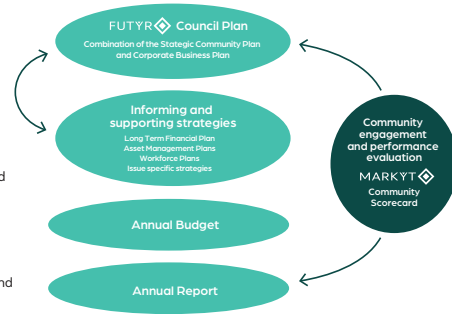 FUTYR Council Plan
Combination of the Stategic Community Plan
and Corporate Business Plan
Informing and
supporting strategies
Long Term Financial Plan
Asset Management Plans
Workforce Plans
Issue specific strategies
Annual Budget
Annual Report
Community
engagement
and performance
evaluation
MARKYT
Community
Scorecard